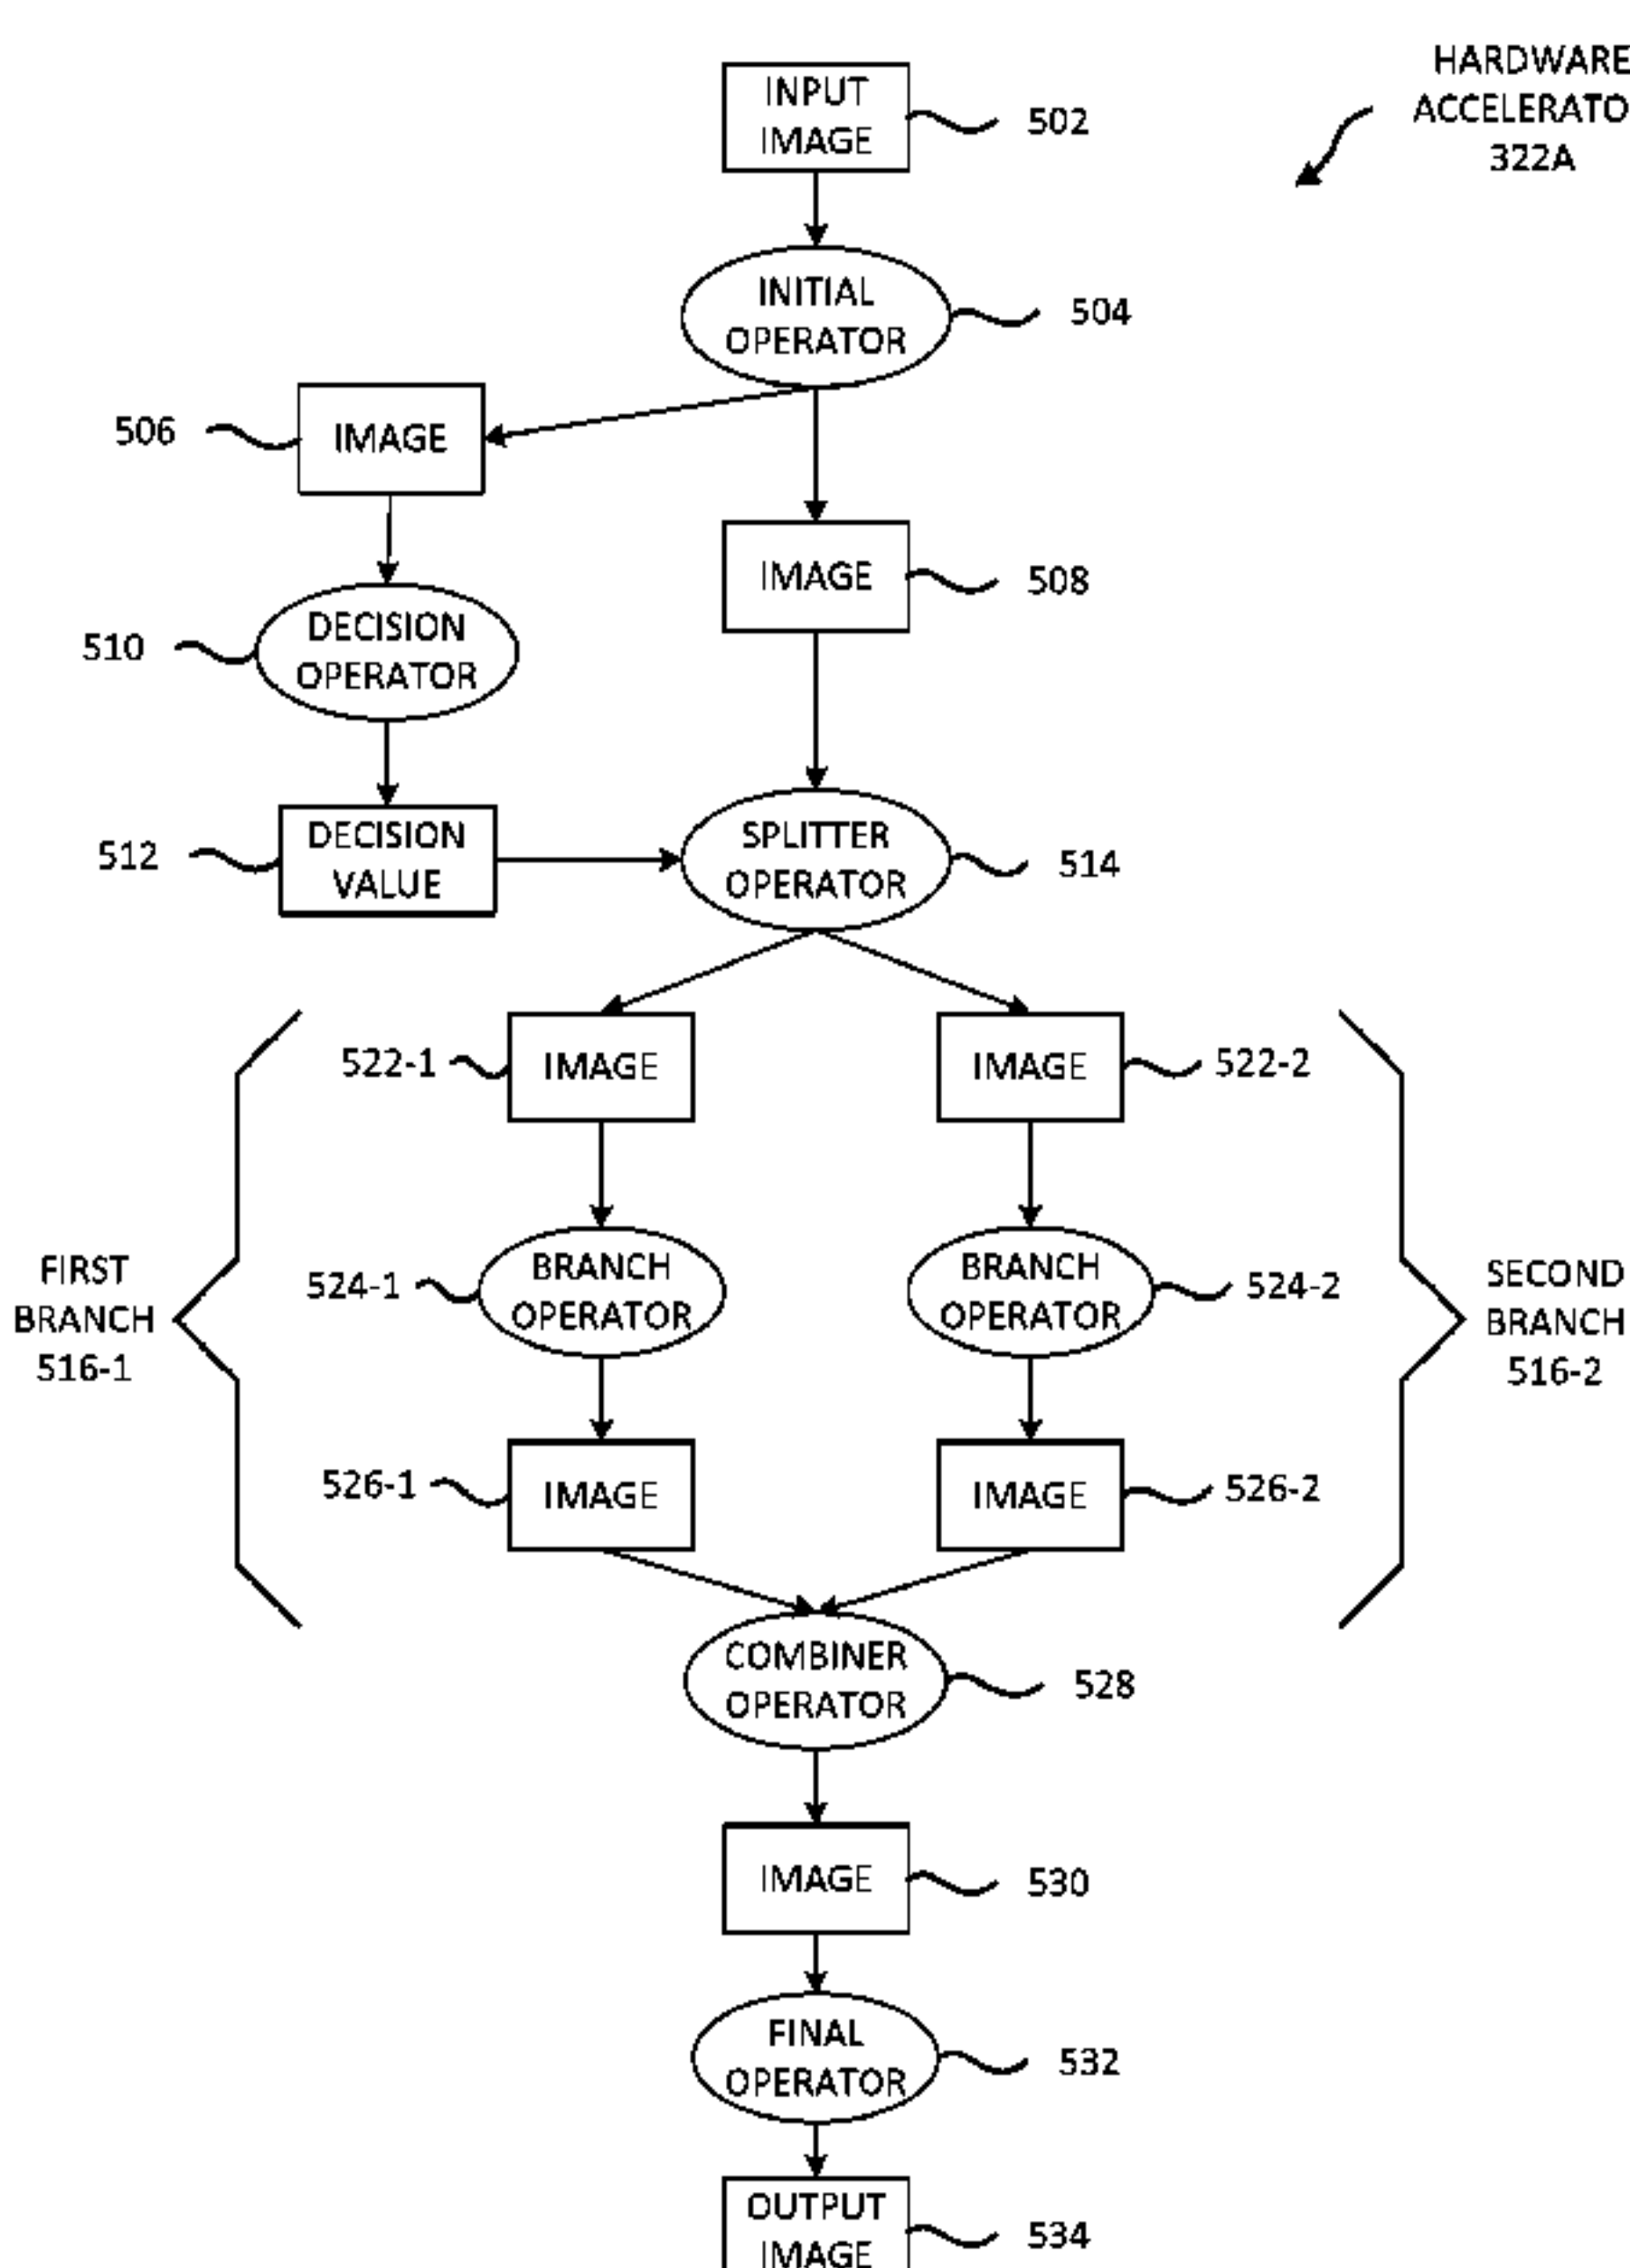 HARDWARE
ACCELERATO
322A
INPUT
IMAGE
502
INITIAL
OPERATOR
504
506
IMAGE
IMAGE
508
510
DECISION
OPERATOR
512
DECISION
VALUE
SPLITTER
OPERATOR
514
522-1
IMAGE
IMAGE
522-2
FIRST
BRANCH
516-1
524-1
BRANCH
OPERATOR
BRANCH
OPERATOR
524-2
SECOND
BRANCH
516-2
526-1
IMAGE
IMAGE
526-2
COMBINER
OPERATOR
528
IMAGE
530
FINAL
OPERATOR
532
OUTPUT
IMAGE
534